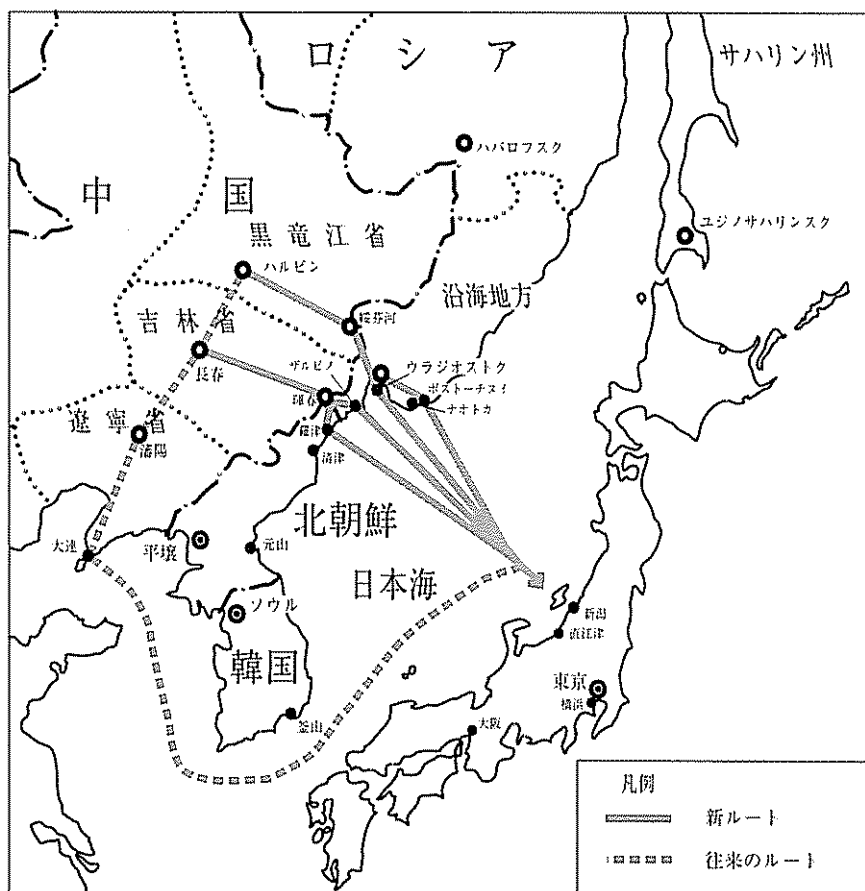 ロシア
サハリン州
ハバロフスク
中国
ユジノサハリンスク
黒竜江省
ハルビン
沿海地方
綏芬河
吉林省
ザルビノ
ウラジオストク
長春
ボストーチヌイ
琿春
ナオトカ
遼寧省
羅津
瀋陽
清津
北朝鮮
大連
平壌
元山
日本海
ソウル
新潟
直江津
韓国
東京
横浜
釜山
大阪
凡例
新ルート
往来のルート